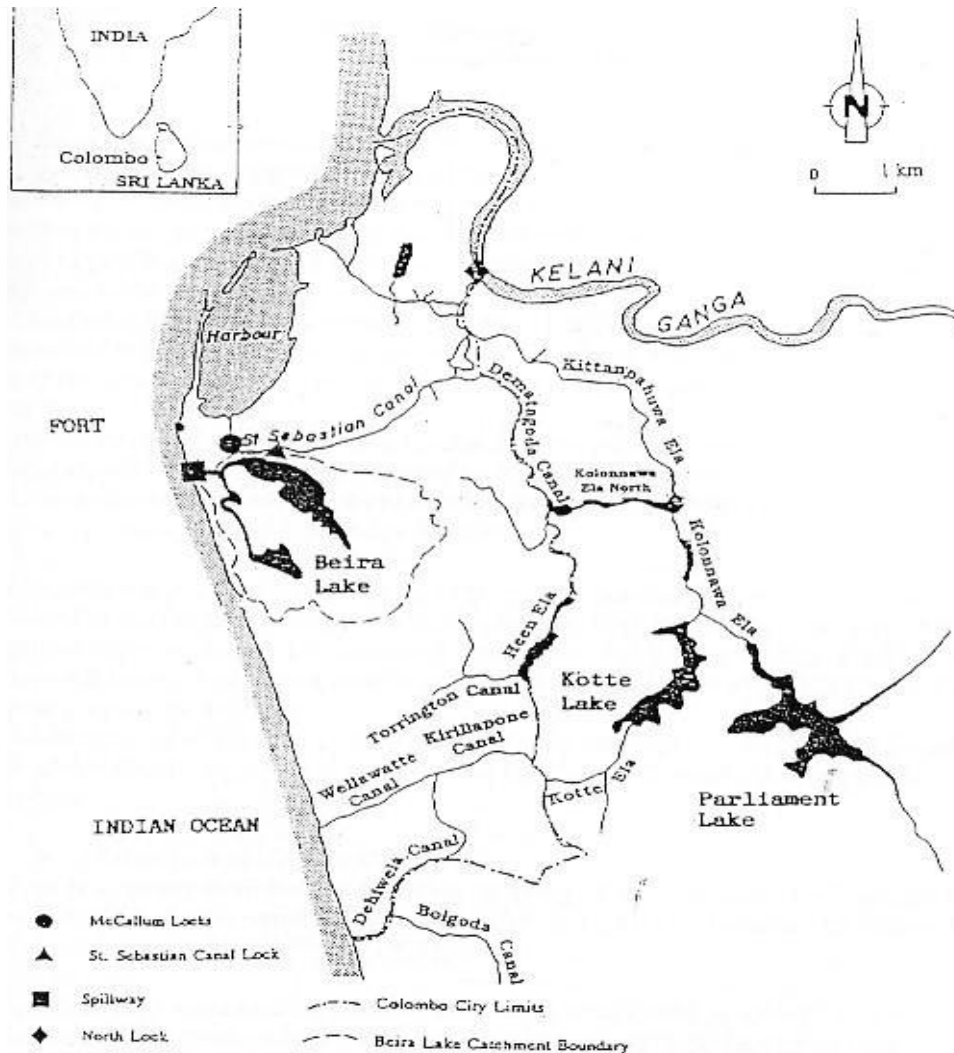 INDIA
Colombo
SRI LANKA
N
0 1 km
KELANI
GANGA
Harbour
FORT
St Sebastian Canal
Dematagoda Canal
Kittanpahuwa Ela
Kolonnawa
Ela North
Kolonnawa Ela
Beira
Lake
Heen Ela
Kotte
Lake
Torrington Canal
Kirillapone
Canal
Wellawatte
Canal
Kotte Ela
Parliament
Lake
INDIAN OCEAN
Dehiwela Canal
Bolgoda
Canal
McCallum Locks
St. Sebastian Canal Lock
Spillway
North Lock
Colombo City Limits
Beira Lake Catchment Boundary